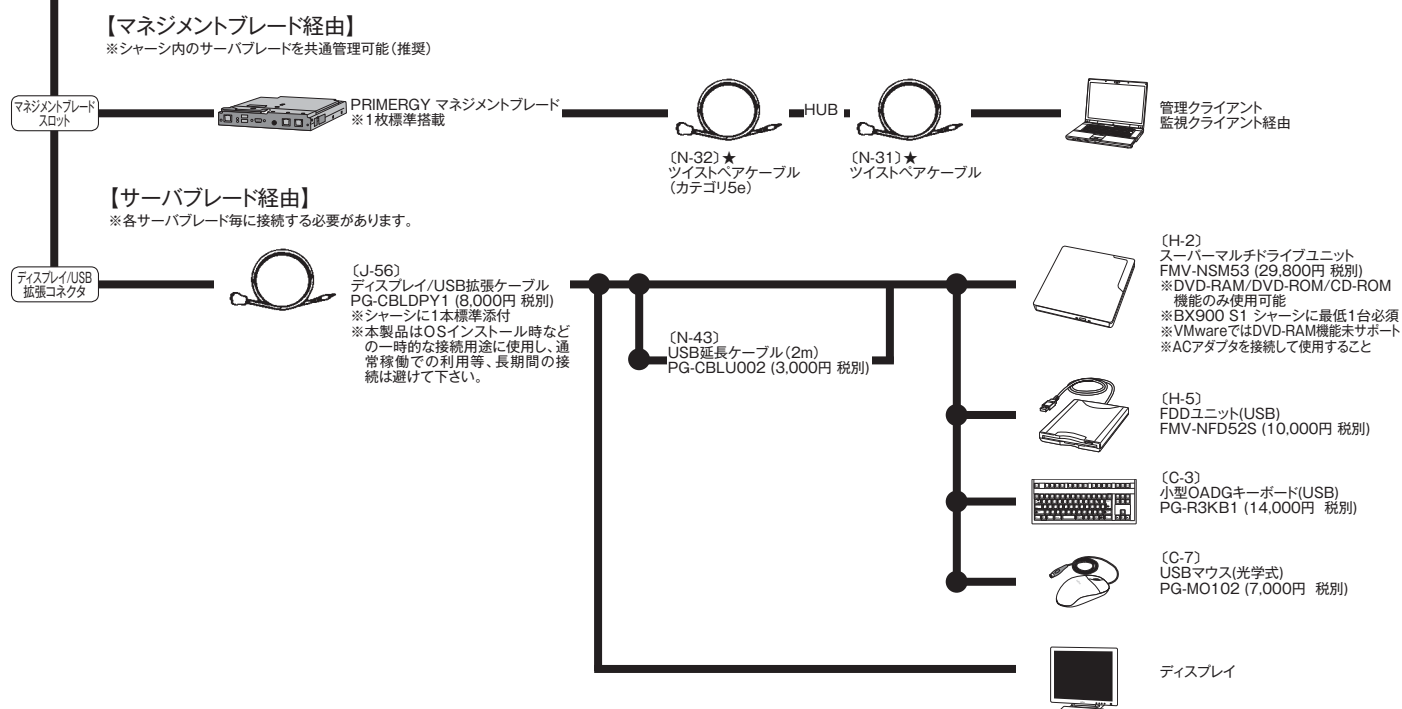 【マネジメントブレード経由】
※シャーシ内のサーバブレードを共通管理可能（推奨）
マネジメントブレード
スロット
PRIMERGY マネジメントブレード
※1枚標準搭載
HUB
管理クライアント
監視クライアント経由
〔N-32〕★
ツイストペアケーブル
（カテゴリ5e）
〔N-31〕★
ツイストペアケーブル
【サーバブレード経由】
※各サーバブレード毎に接続する必要があります。
ディスプレイ/USB
拡張コネクタ
〔J-56〕
ディスプレイ/USB拡張ケーブル
PG-CBLDPY1 (8,000円 税別)
※シャーシに1本標準添付
※本製品はOSインストール時など
の一時的な接続用途に使用し、通
常稼働での利用等、長期間の接
続は避けて下さい。
〔N-43〕
USB延長ケーブル（2m）
PG-CBLU002 (3,000円 税別)
〔H-2〕
スーパーマルチドライブユニット
FMV-NSM53 (29,800円 税別)
※DVD-RAM/DVD-ROM/CD-ROM
機能のみ使用可能
※BX900 S1 シャーシに最低1台必須
※VMwareではDVD-RAM機能未サポート
※ACアダプタを接続して使用すること
〔H-5〕
FDDユニット(USB)
FMV-NFD52S (10,000円 税別)
〔C-3〕
小型OADGキーボード(USB)
PG-R3KB1 (14,000円 税別)
〔C-7〕
USBマウス(光学式)
PG-MO102 (7,000円 税別)
ディスプレイ